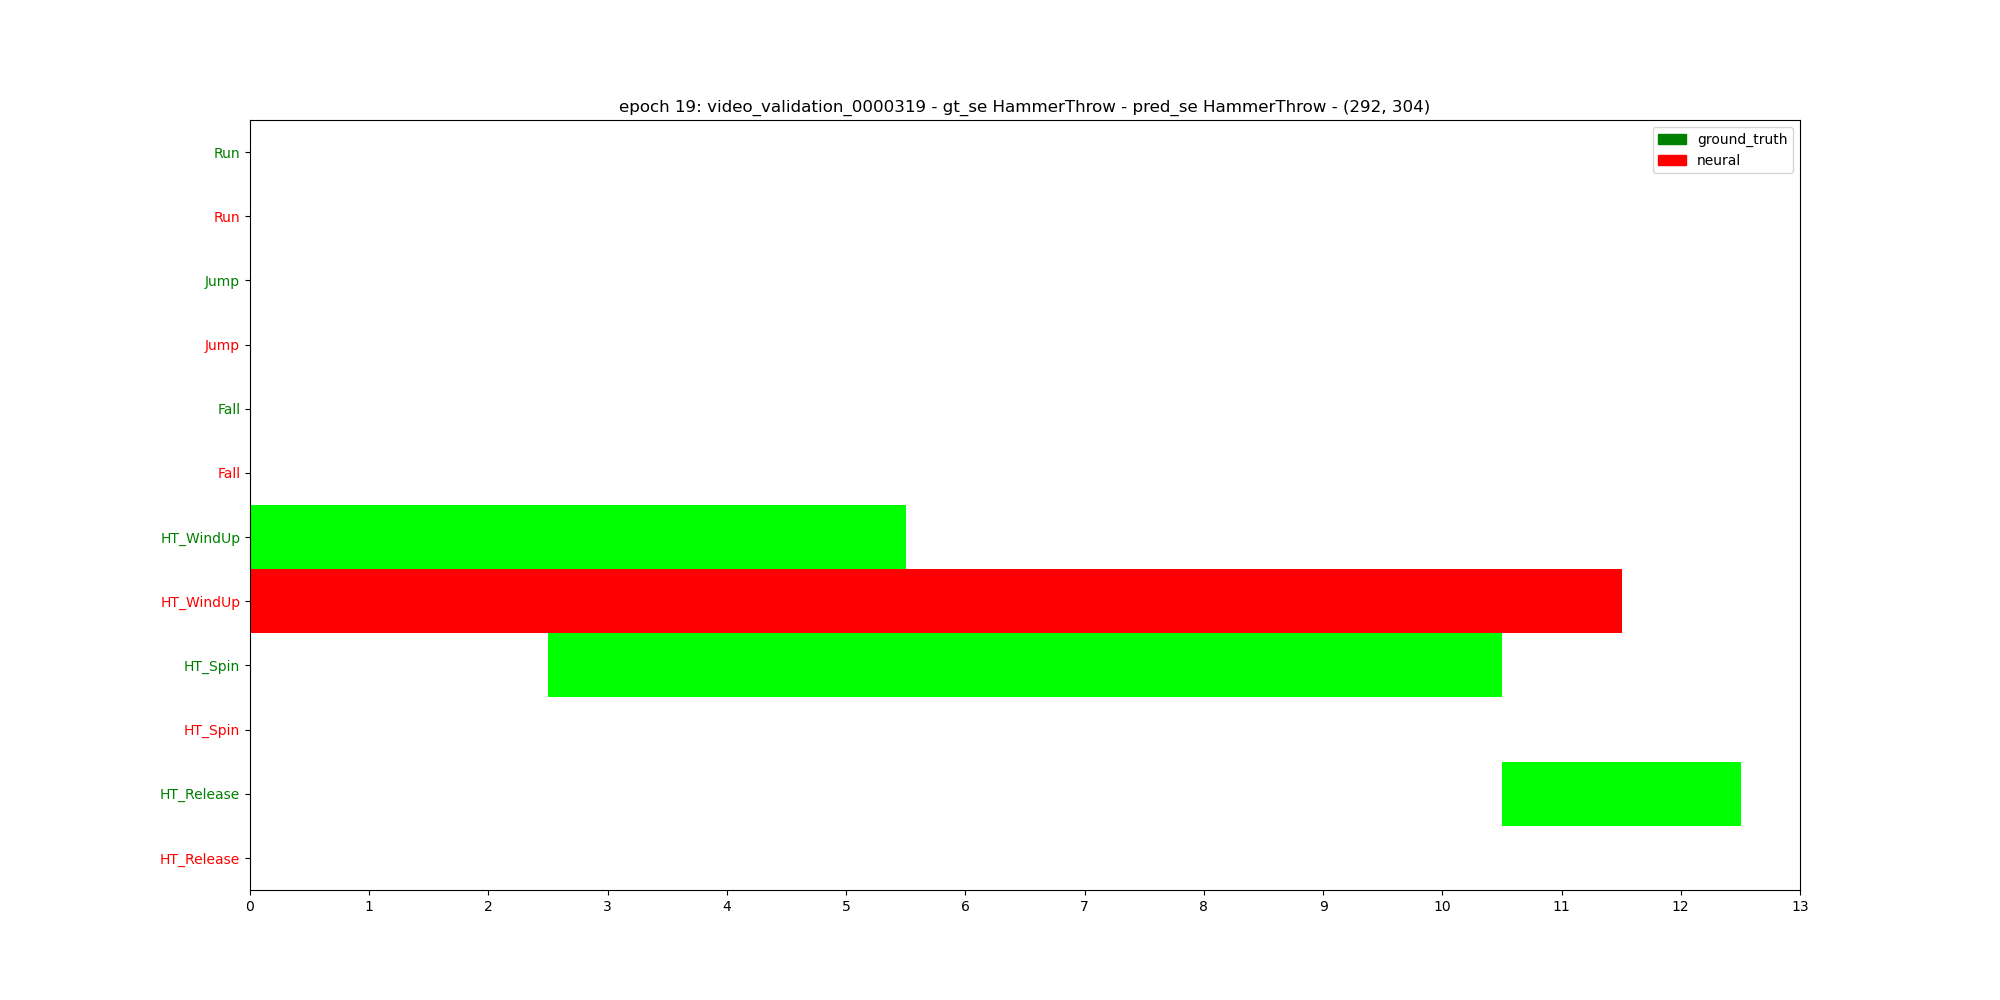 epoch 19: video_validation_0000319 - gt_se HammerThrow - pred_se HammerThrow - (292, 304)
ground_truth
neural
Run
Run
Jump
Jump
Fall
Fall
HT_WindUp
HT_WindUp
HT_Spin
HT_Spin
HT_Release
HT_Release
0 1 2 3 4 5 6 7 8 9 10 11 12 13